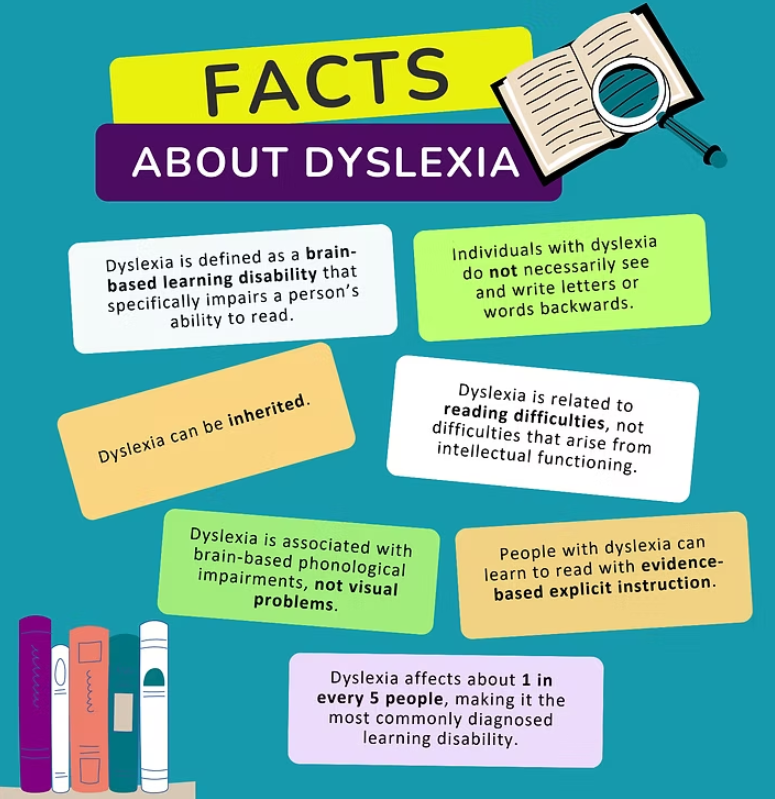 FACTS
ABOUT DYSLEXIA
Dyslexia is defined as a brain-
based learning disability that
specifically impairs a person's
ability to read.
Individuals with dyslexia
do not necessarily see
and write letters or
words backwards.
Dyslexia can be inherited.
Dyslexia is related to
reading difficulties, not
difficulties that arise from
intellectual functioning.
Dyslexia is associated with
brain-based phonological
impairments, not visual
problems.
People with dyslexia can
learn to read with evidence-
based explicit instruction.
Dyslexia affects about 1 in
every 5 people, making it the
most commonly diagnosed
learning disability.